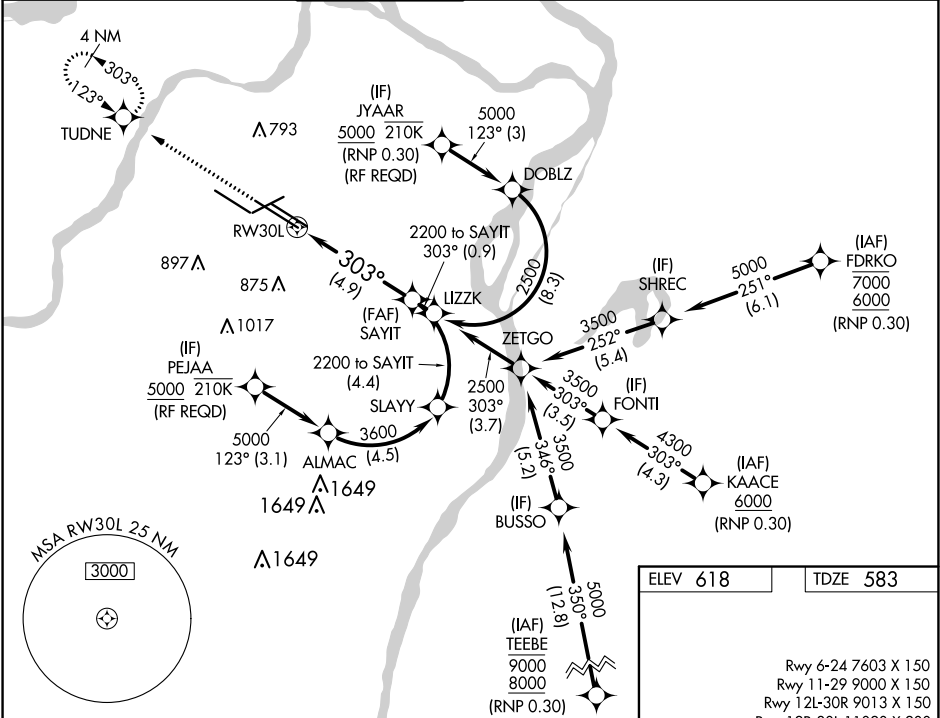 4 NM
303°
123°
TUDNE
793
(IF)
JYAAR
5000 210K
(RNP 0.30)
(RF REQD)
5000
123° (3)
DOBLZ
RW30L
2200 to SAYIT
303° (0.9)
303°
(4.9)
2500
(8.3)
897
875
1017
LIZZK
(FAF)
SAYIT
(IF)
SHREC
5000
251°
(6.1)
(IAF)
FDRKO
7000
6000
(RNP 0.30)
ZETGO
3500
252°
(5.4)
(IF)
PEJAA
5000 210K
(RF REQD)
2200 to SAYIT
(4.4)
SLAYY
2500
303°
(3.7)
3500
303°
(3.5)
(IF)
FONTI
5000
123° (3.1)
ALMAC
3600
(4.5)
3500
346°
(5.2)
4300
303°
(4.3)
(IAF)
KAACE
6000
(RNP 0.30)
1649
1649
1649
(IF)
BUSSO
MSA RW30L 25 NM
3000
5000
350°
(12.8)
(IAF)
TEEBE
9000
8000
(RNP 0.30)
ELEV 618
TDZE 583
Rwy 6-24 7603 X 150
Rwy 11-29 9000 X 150
Rwy 12L-30R 9013 X 150